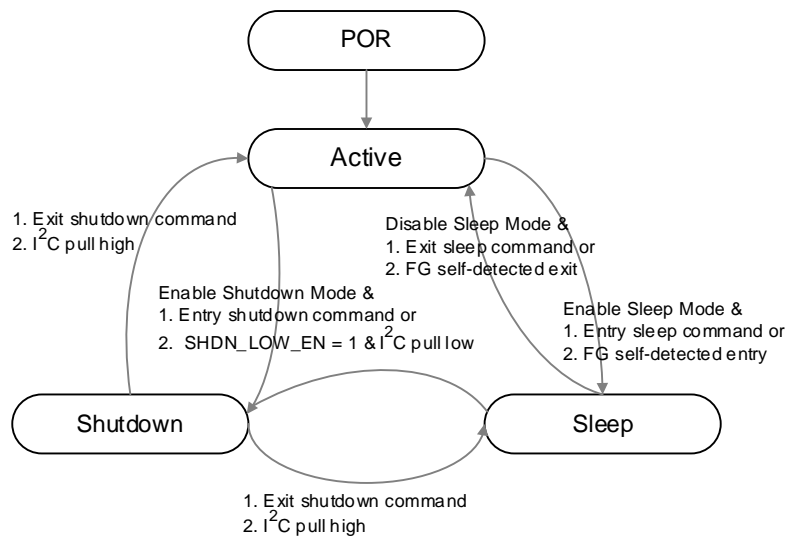 POR
Active
1. Exit shutdown command
2. I²C pull high
Disable Sleep Mode &
1. Exit sleep command or
2. FG self-detected exit
Enable Shutdown Mode &
1. Entry shutdown command or
2. SHDN_LOW_EN = 1 & I²C pull low
Enable Sleep Mode &
1. Entry sleep command or
2. FG self-detected entry
Shutdown
Sleep
1. Exit shutdown command
2. I²C pull high